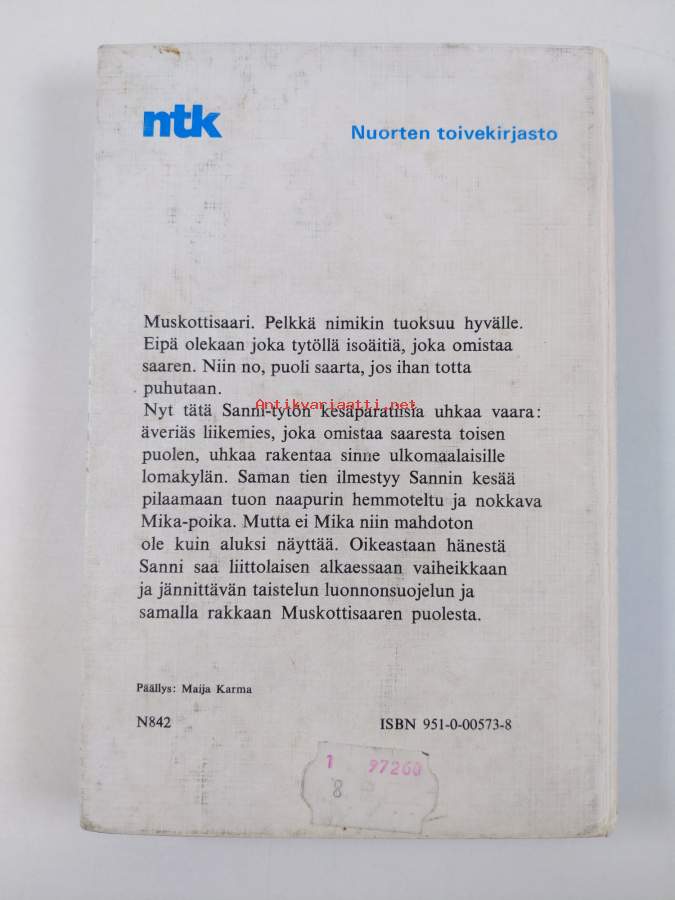 ntk
Nuorten toivekirjasto
Muskottisaari. Pelkkä nimikin tuoksuu hyvälle.
Eipä olekaan joka tytöllä isoäitiä, joka omistaa
saaren. Niin no, puoli saarta, jos ihan totta
puhutaan.
Antikvariaatti.net
Nyt tätä Sanni-tytön kesäparatiisia uhkaa vaara:
äveriäs liikemies, joka omistaa saaresta toisen
puolen, uhkaa rakentaa sinne ulkomaalaisille
lomakylän. Saman tien ilmestyy Sannin kesää
pilaamaan tuon naapurin hemmoteltu ja nokkava
Mika-poika. Mutta ei Mika niin mahdoton
ole kuin aluksi näyttää. Oikeastaan hänestä
Sanni saa liittolaisen alkaessaan vaiheikkaan
ja jännittävän taistelun luonnonsuojelun ja
samalla rakkaan Muskottisaaren puolesta.
Päällys: Maija Karma
N842
ISBN 951-0-00573-8
1 97260
8